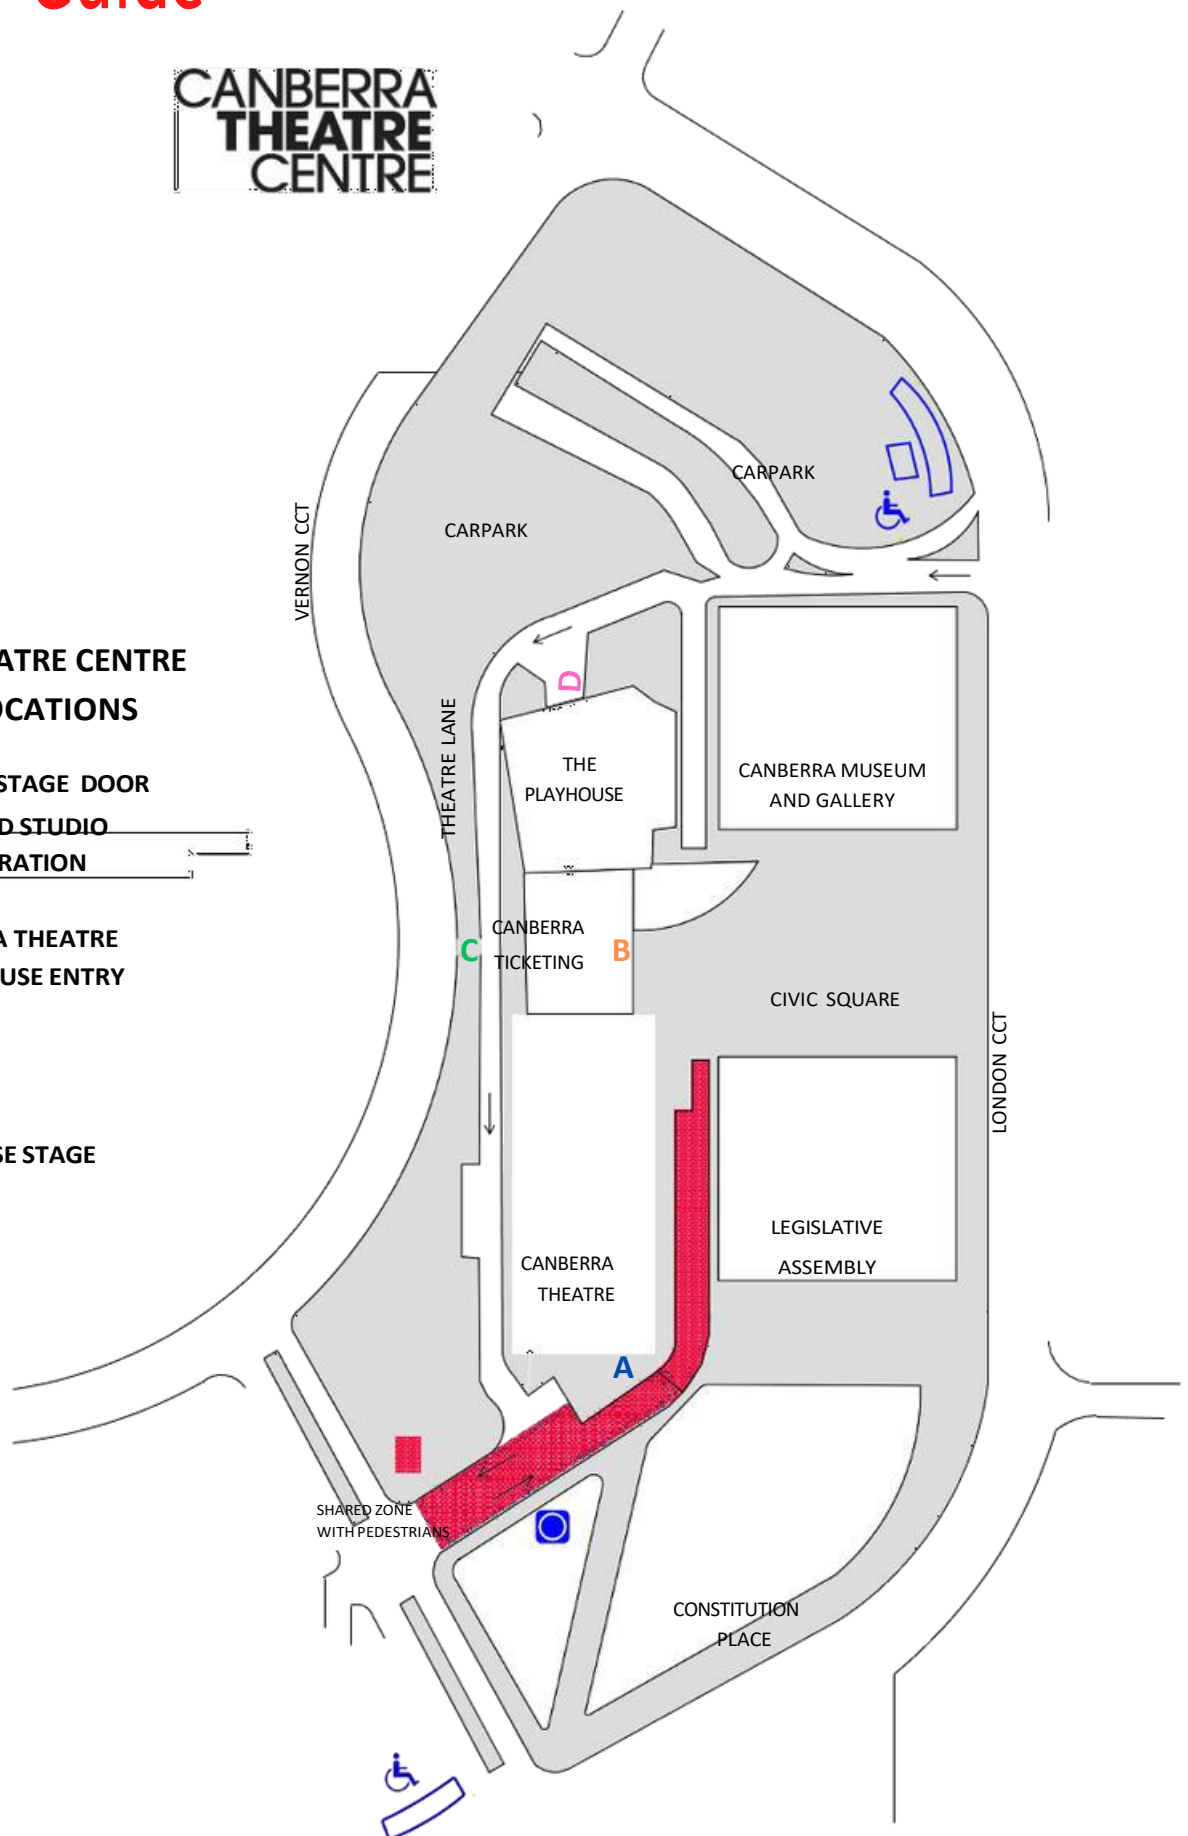 Guide
CANBERRA
THEATRE
CENTRE
CARPARK
CARPARK
VERNON CCT
ATRE CENTRE
OCATIONS
D
THEATRE LANE
THE
PLAYHOUSE
CANBERRA MUSEUM
AND GALLERY
STAGE DOOR
D STUDIO
RATION
A THEATRE
USE ENTRY
C
CANBERRA
TICKETING
B
CIVIC SQUARE
LONDON CCT
SE STAGE
LEGISLATIVE
ASSEMBLY
CANBERRA
THEATRE
A
SHARED ZONE
WITH PEDESTRIANS
CONSTITUTION
PLACE